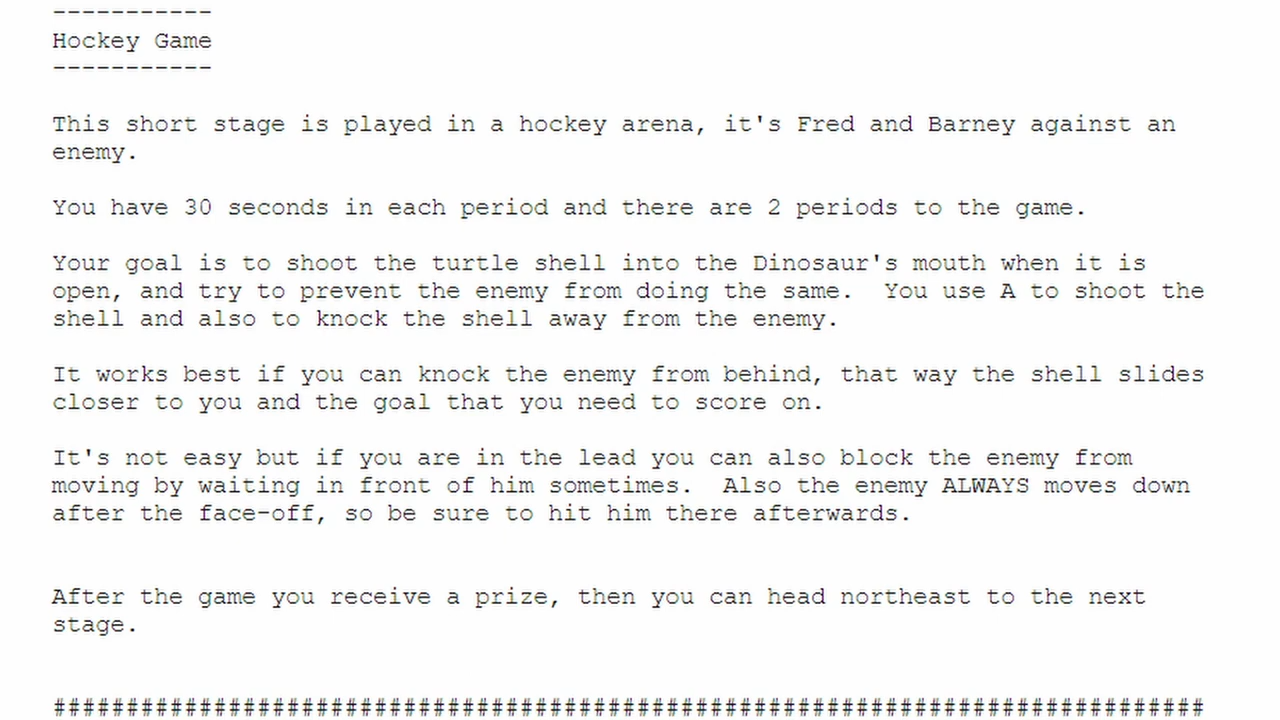 -----------
Hockey Game
-----------
This short stage is played in a hockey arena, it's Fred and Barney against an
enemy.
You have 30 seconds in each period and there are 2 periods to the game.
Your goal is to shoot the turtle shell into the Dinosaur's mouth when it is
open, and try to prevent the enemy from doing the same.  You use A to shoot the
shell and also to knock the shell away from the enemy.
It works best if you can knock the enemy from behind, that way the shell slides
closer to you and the goal that you need to score on.
It's not easy but if you are in the lead you can also block the enemy from
moving by waiting in front of him sometimes.  Also the enemy ALWAYS moves down
after the face-off, so be sure to hit him there afterwards.
After the game you receive a prize, then you can head northeast to the next
stage.
###############################################################################